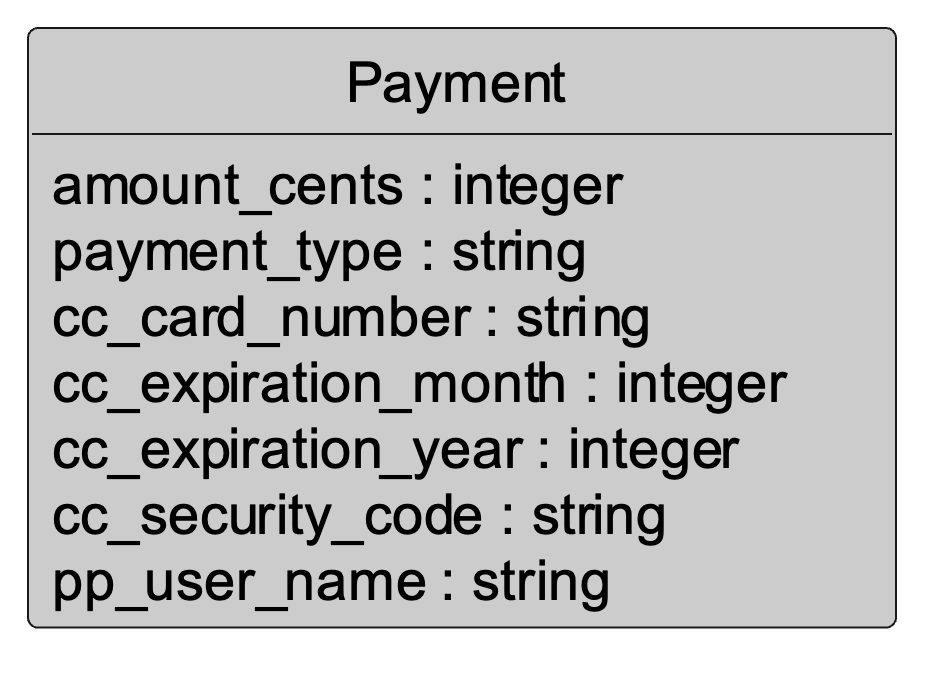 Payment
amount_cents : integer
payment_type : string
cc_card_number : string
cc_expiration_month : integer
cc_expiration_year : integer
cc_security_code : string
pp_user_name : string